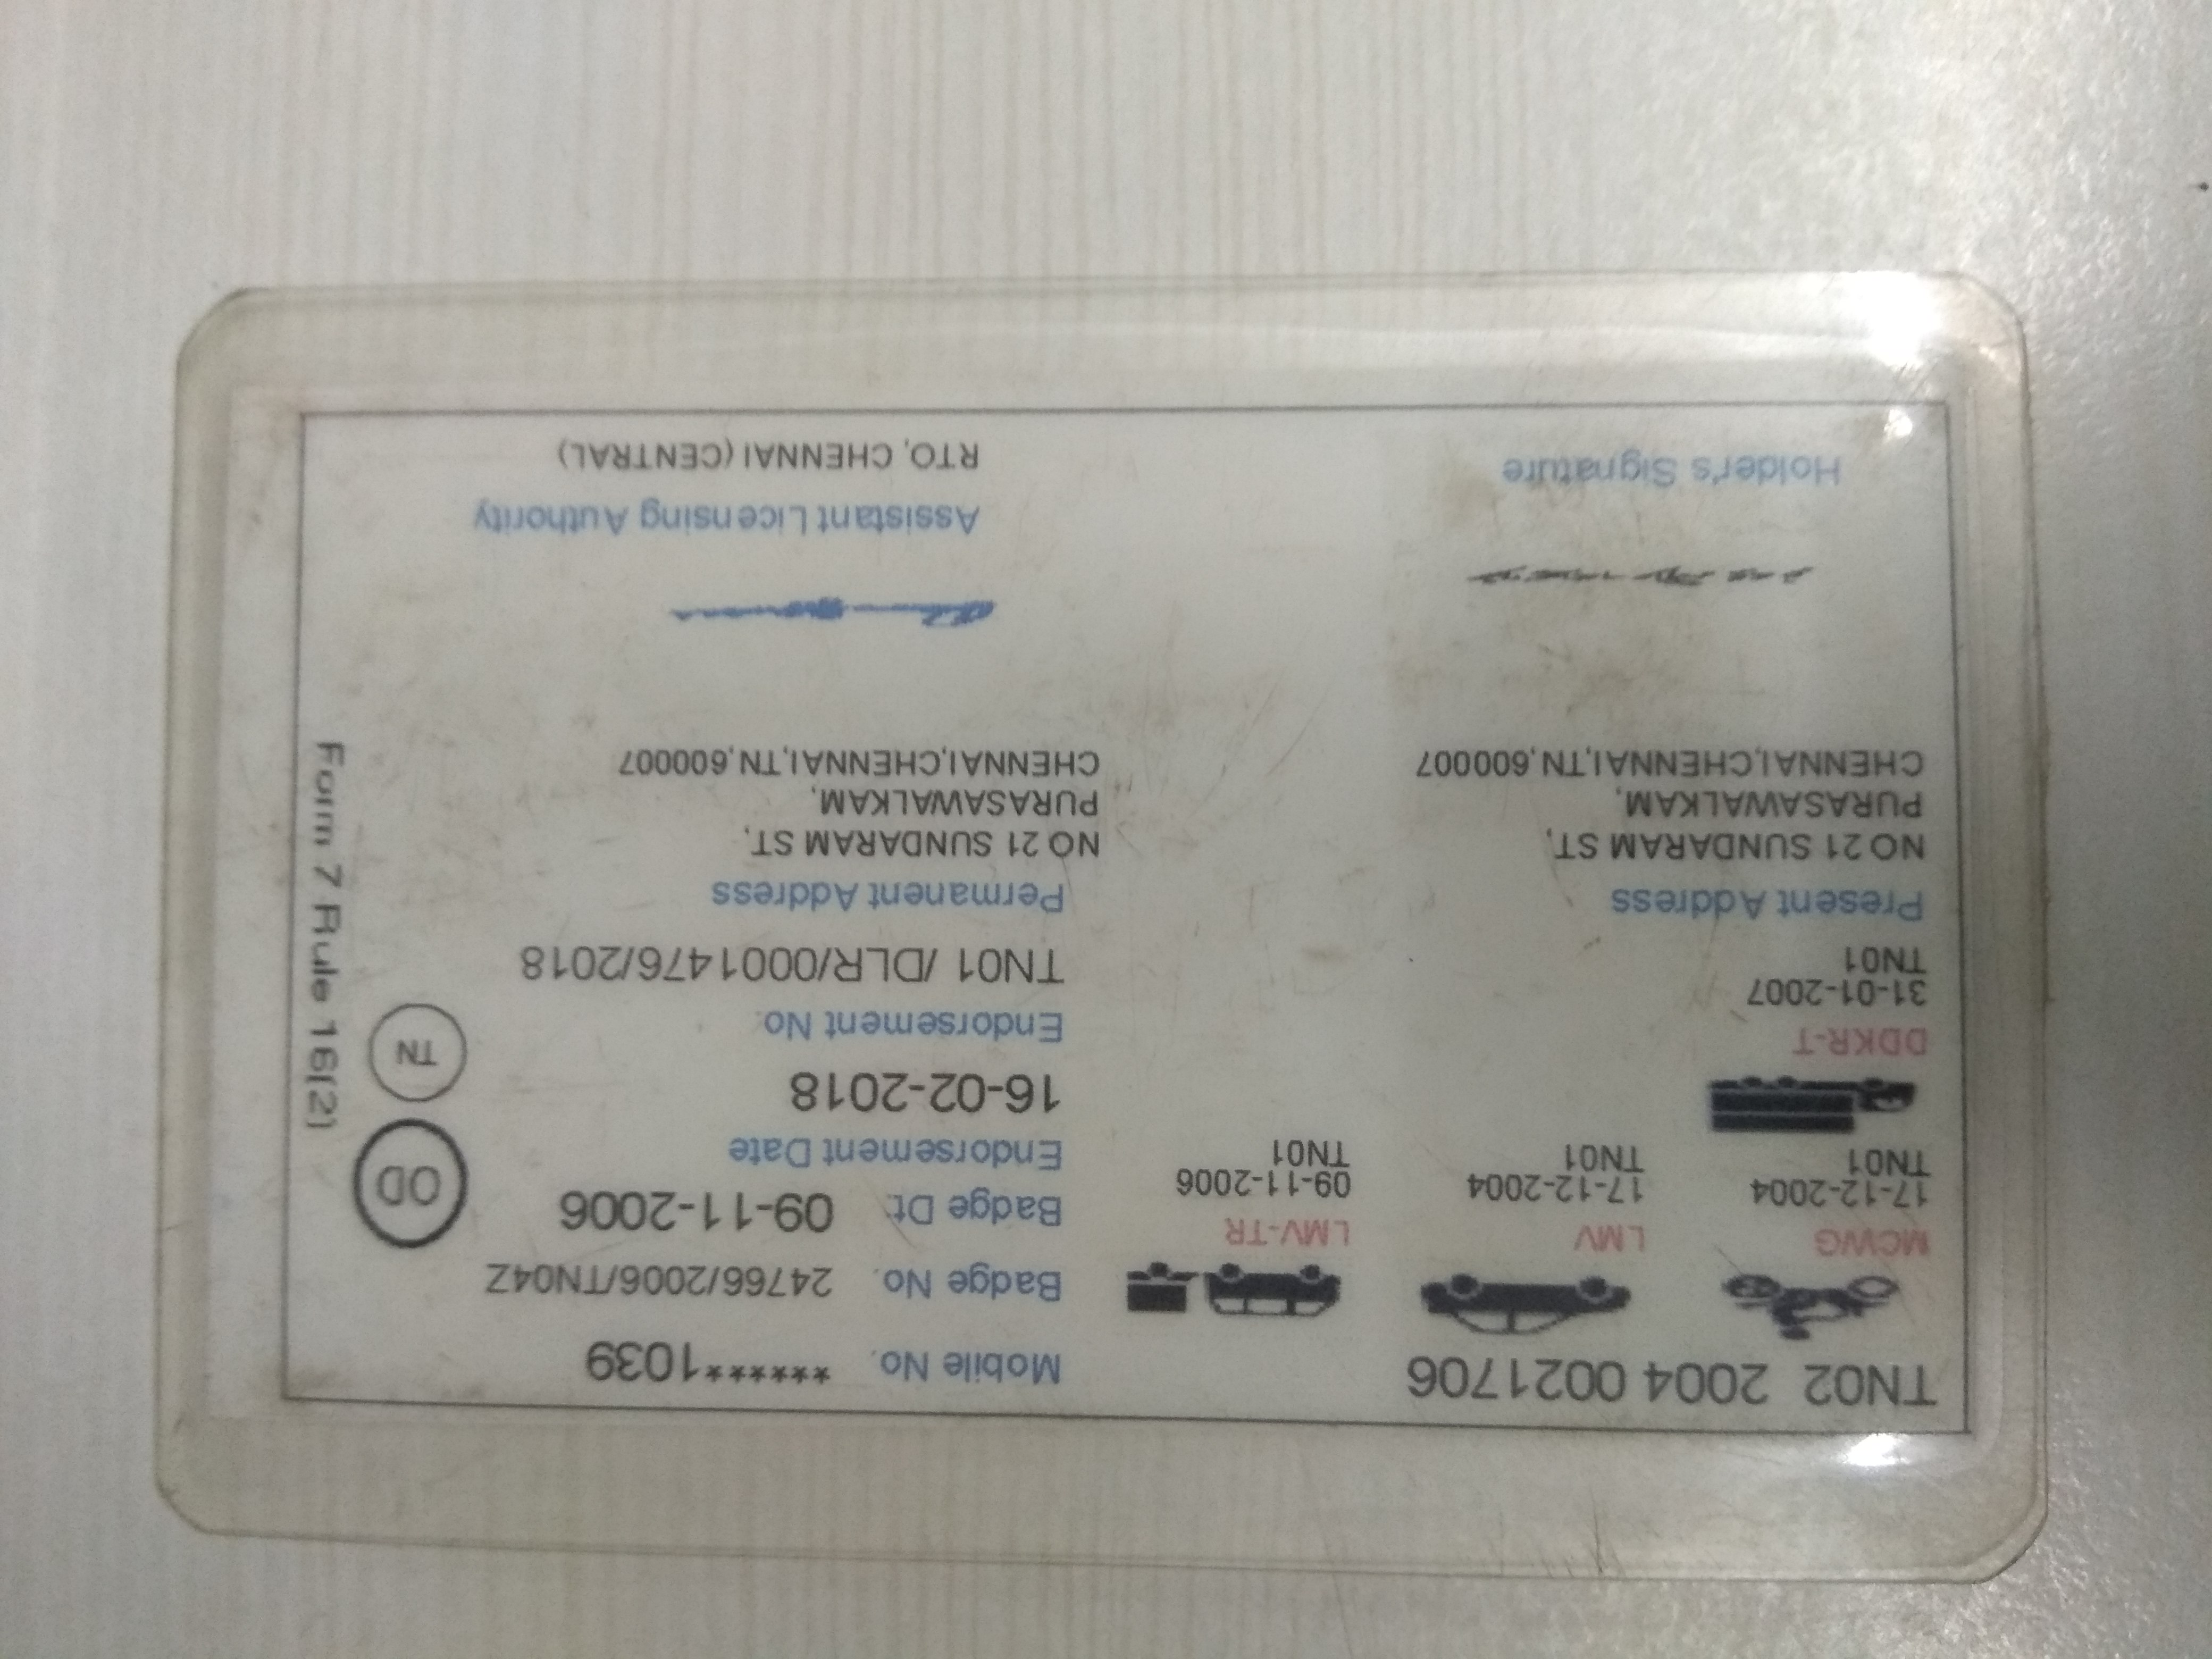 TN02 2004 0021706
MCWG
17-12-2004
TN01
LMV
17-12-2004
TN01
LMV-TR
09-11-2006
TN01
DDKR-T
31-01-2007
TN01
Present Address
NO 21 SUNDARAM ST,
PURASAWALKAM,
CHENNAI,CHENNAI,TN,600007
Holder's Signature
Mobile No. ******1039
Badge No. 24766/2006/TN04Z
Badge Dt. 09-11-2006
Endorsement Date
16-02-2018
Endorsement No
TN01 /DLR/0001476/2018
Permanent Address
NO 21 SUNDARAM ST,
PURASAWALKAM,
CHENNAI,CHENNAI,TN,600007
Assistant Licensing Authority
RTO, CHENNAI (CENTRAL)
OD
TN
Form 7 Rule 16(2)